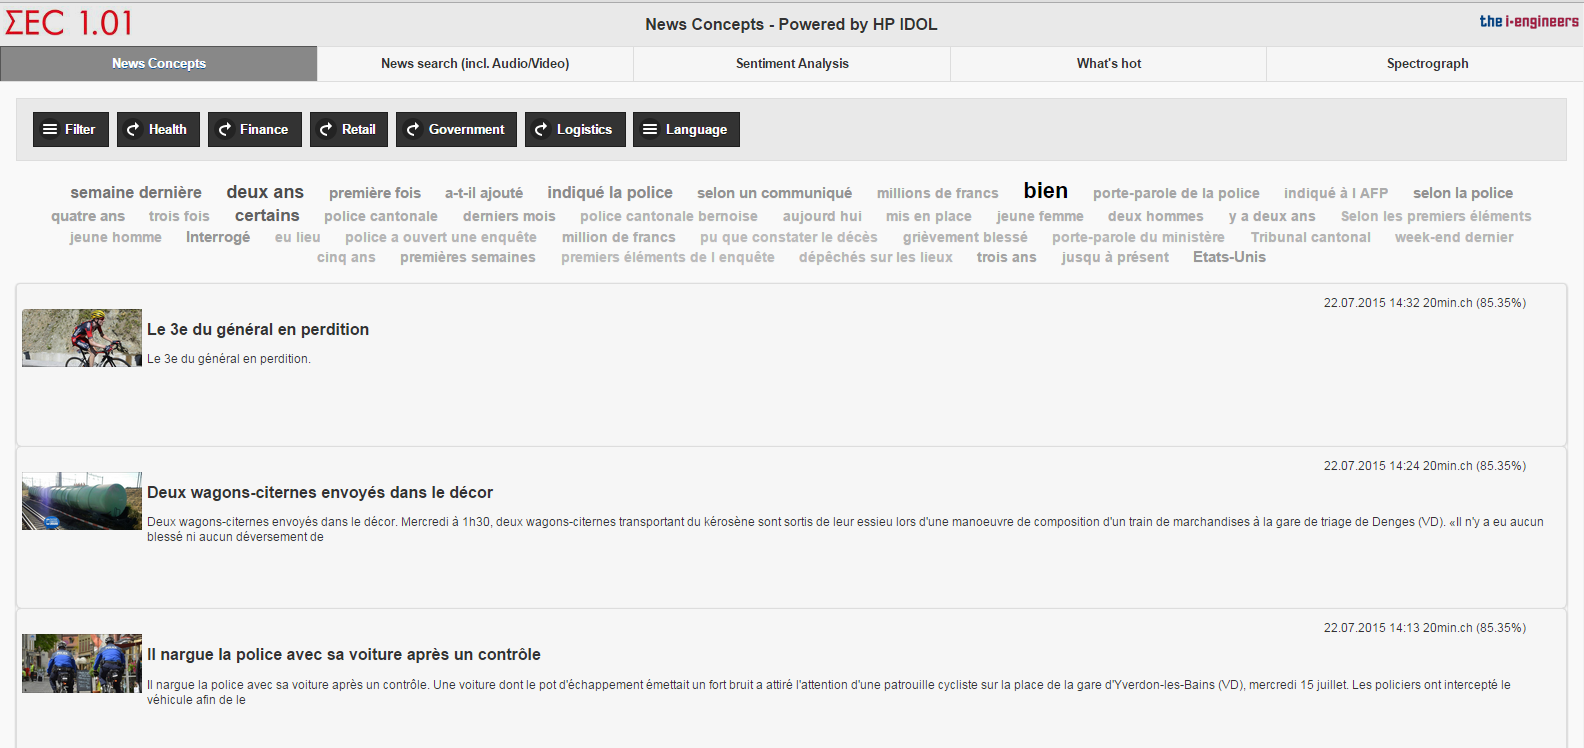 ΣEC 1.01
News Concepts - Powered by HP IDOL
the i-engineers
News Concepts
News search (incl. Audio/Video)
Sentiment Analysis
What's hot
Spectrograph
Filter
Health
Finance
Retail
Government
Logistics
Language
semaine dernière deux ans première fois a-t-il ajouté indiqué la police selon un communiqué millions de francs bien porte-parole de la police indiqué à l AFP selon la police
quatre ans trois fois certains police cantonale derniers mois police cantonale bernoise aujourd hui mis en place jeune femme deux hommes y a deux ans Selon les premiers éléments
jeune homme Interrogé eu lieu police a ouvert une enquête million de francs pu que constater le décès grièvement blessé porte-parole du ministère Tribunal cantonal week-end dernier
cinq ans premières semaines premiers éléments de l enquête dépêchés sur les lieux trois ans jusqu à présent Etats-Unis
22.07.2015 14:32 20min.ch (85.35%)
Le 3e du général en perdition
Le 3e du général en perdition.
22.07.2015 14:24 20min.ch (85.35%)
Deux wagons-citernes envoyés dans le décor
Deux wagons-citernes envoyés dans le décor. Mercredi à 1h30, deux wagons-citernes transportant du kérosène sont sortis de leur essieu lors d'une manoeuvre de composition d'un train de marchandises à la gare de triage de Denges (VD). «Il n'y a eu aucun
blessé ni aucun déversement de
22.07.2015 14:13 20min.ch (85.35%)
Il nargue la police avec sa voiture après un contrôle
Il nargue la police avec sa voiture après un contrôle. Une voiture dont le pot d'échappement émettait un fort bruit a attiré l'attention d'une patrouille cycliste sur la place de la gare d'Yverdon-les-Bains (VD), mercredi 15 juillet. Les policiers ont intercepté le
véhicule afin de le